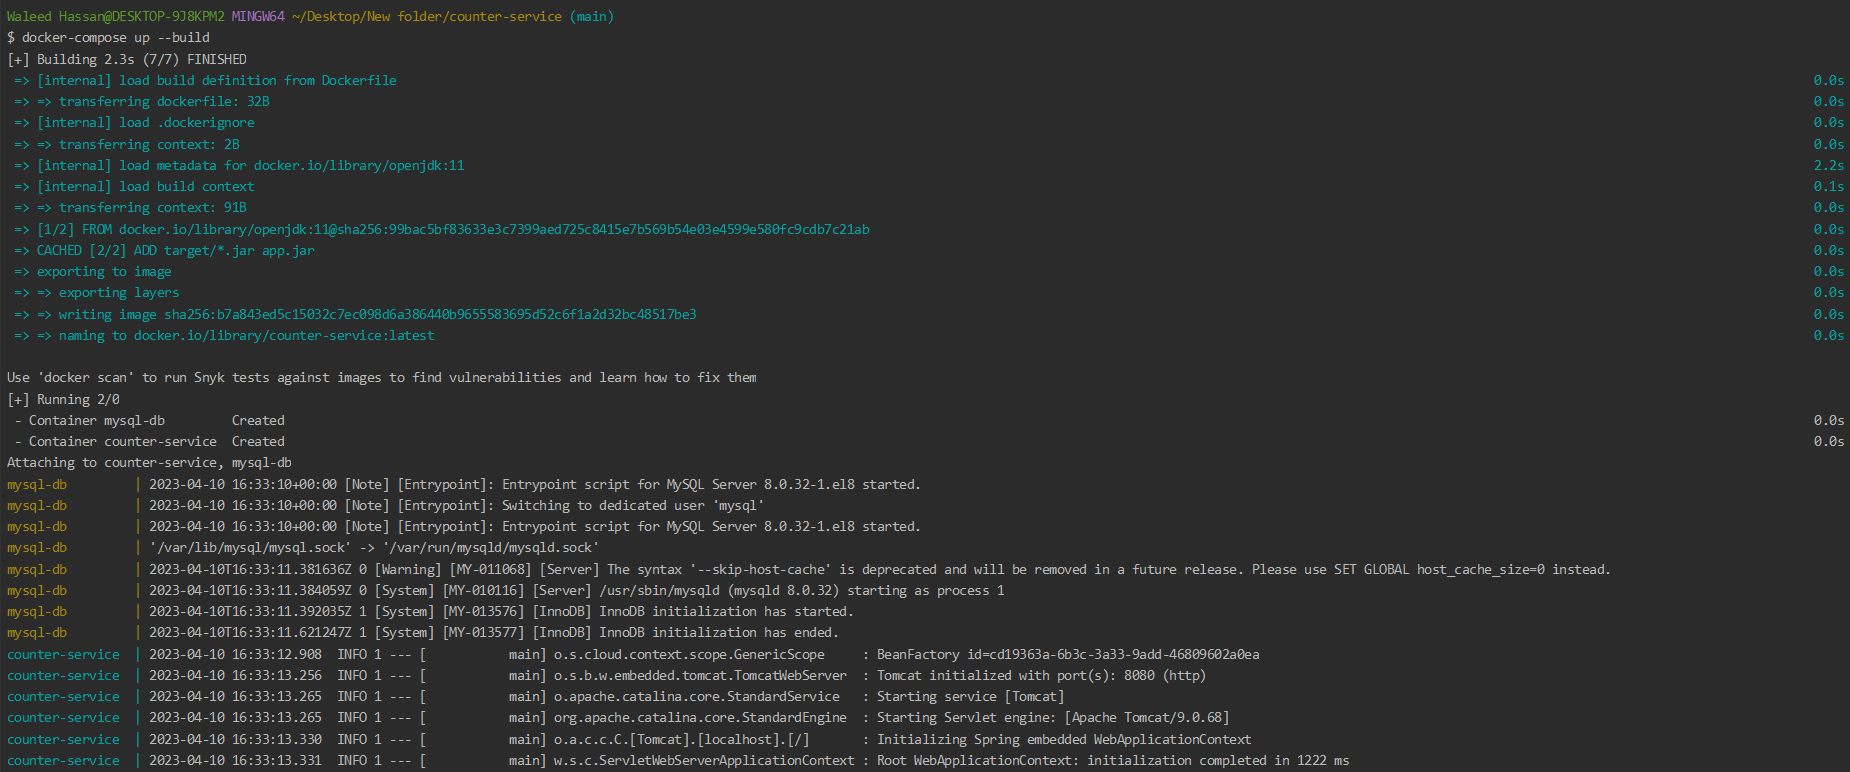 Waleed Hassan@DESKTOP-9J8KPM2 MINGW64 ~/Desktop/New folder/counter-service (main)
$ docker-compose up --build
[+] Building 2.3s (7/7) FINISHED
=> [internal] load build definition from Dockerfile 0.0s
=> => transferring dockerfile: 32B 0.0s
=> [internal] load .dockerignore 0.0s
=> => transferring context: 2B 0.0s
=> [internal] load metadata for docker.io/library/openjdk:11 2.2s
=> [internal] load build context 0.1s
=> => transferring context: 91B 0.0s
=> [1/2] FROM docker.io/library/openjdk:11@sha256:99bac5bf83633e3c7399aed725c8415e7b569b54e03e4599e580fc9cdb7c21ab 0.0s
=> CACHED [2/2] ADD target/*.jar app.jar 0.0s
=> exporting to image 0.0s
=> => exporting layers 0.0s
=> => writing image sha256:b7a843ed5c15032c7ec098d6a386440b9655583695d52c6f1a2d32bc48517be3 0.0s
=> => naming to docker.io/library/counter-service:latest 0.0s
Use 'docker scan' to run Snyk tests against images to find vulnerabilities and learn how to fix them
[+] Running 2/0
- Container mysql-db Created 0.0s
- Container counter-service Created 0.0s
Attaching to counter-service, mysql-db
mysql-db | 2023-04-10 16:33:10+00:00 [Note] [Entrypoint]: Entrypoint script for MySQL Server 8.0.32-1.el8 started.
mysql-db | 2023-04-10 16:33:10+00:00 [Note] [Entrypoint]: Switching to dedicated user 'mysql'
mysql-db | 2023-04-10 16:33:10+00:00 [Note] [Entrypoint]: Entrypoint script for MySQL Server 8.0.32-1.el8 started.
mysql-db | '/var/lib/mysql/mysql.sock' -> '/var/run/mysqld/mysqld.sock'
mysql-db | 2023-04-10T16:33:11.381636Z 0 [Warning] [MY-011068] [Server] The syntax '--skip-host-cache' is deprecated and will be removed in a future release. Please use SET GLOBAL host_cache_size=0 instead.
mysql-db | 2023-04-10T16:33:11.384059Z 0 [System] [MY-010116] [Server] /usr/sbin/mysqld (mysqld 8.0.32) starting as process 1
mysql-db | 2023-04-10T16:33:11.392035Z 1 [System] [MY-013576] [InnoDB] InnoDB initialization has started.
mysql-db | 2023-04-10T16:33:11.621247Z 1 [System] [MY-013577] [InnoDB] InnoDB initialization has ended.
counter-service | 2023-04-10 16:33:12.908 INFO 1 --- [ main] o.s.cloud.context.scope.GenericScope : BeanFactory id=cd19363a-6b3c-3a33-9add-46809602a0ea
counter-service | 2023-04-10 16:33:13.256 INFO 1 --- [ main] o.s.b.w.embedded.tomcat.TomcatWebServer : Tomcat initialized with port(s): 8080 (http)
counter-service | 2023-04-10 16:33:13.265 INFO 1 --- [ main] o.apache.catalina.core.StandardService : Starting service [Tomcat]
counter-service | 2023-04-10 16:33:13.265 INFO 1 --- [ main] org.apache.catalina.core.StandardEngine : Starting Servlet engine: [Apache Tomcat/9.0.68]
counter-service | 2023-04-10 16:33:13.330 INFO 1 --- [ main] o.a.c.c.C.[Tomcat].[localhost].[/] : Initializing Spring embedded WebApplicationContext
counter-service | 2023-04-10 16:33:13.331 INFO 1 --- [ main] w.s.c.ServletWebServerApplicationContext : Root WebApplicationContext: initialization completed in 1222 ms